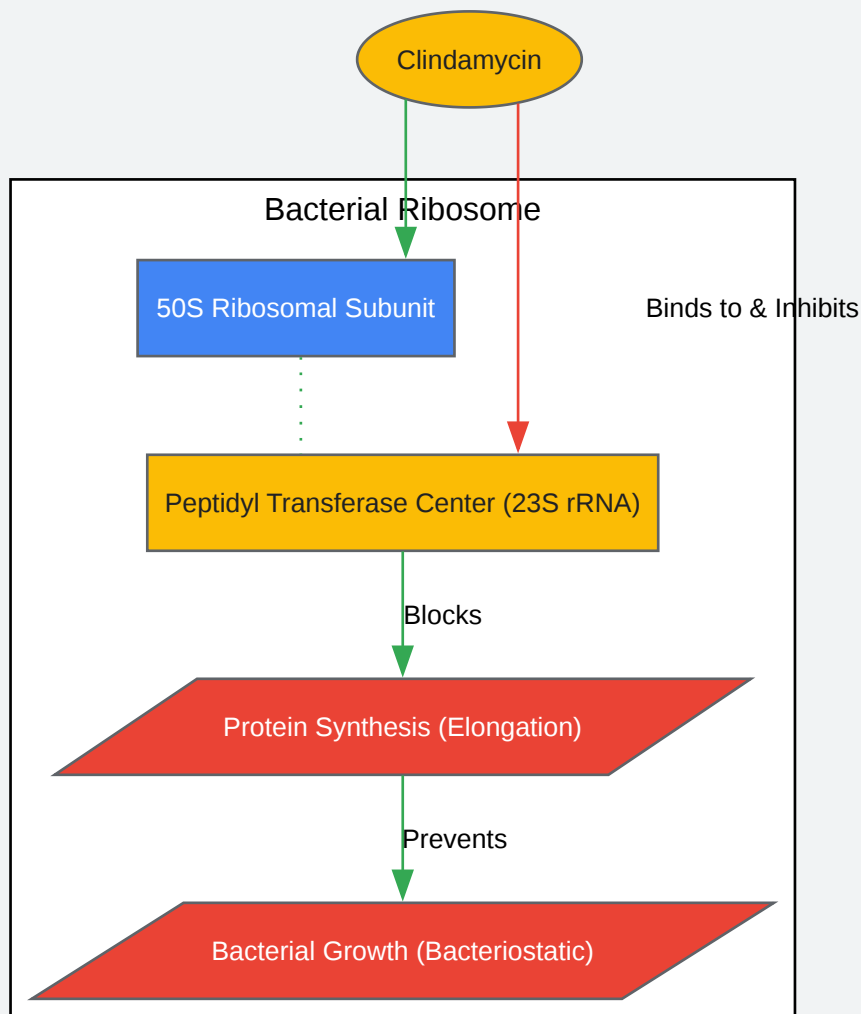 Clindamycin
Bacterial Ribosome
50S Ribosomal Subunit
Binds to & Inhibits
Peptidyl Transferase Center (23S rRNA)
Blocks
Protein Synthesis (Elongation)
Prevents
Bacterial Growth (Bacteriostatic)